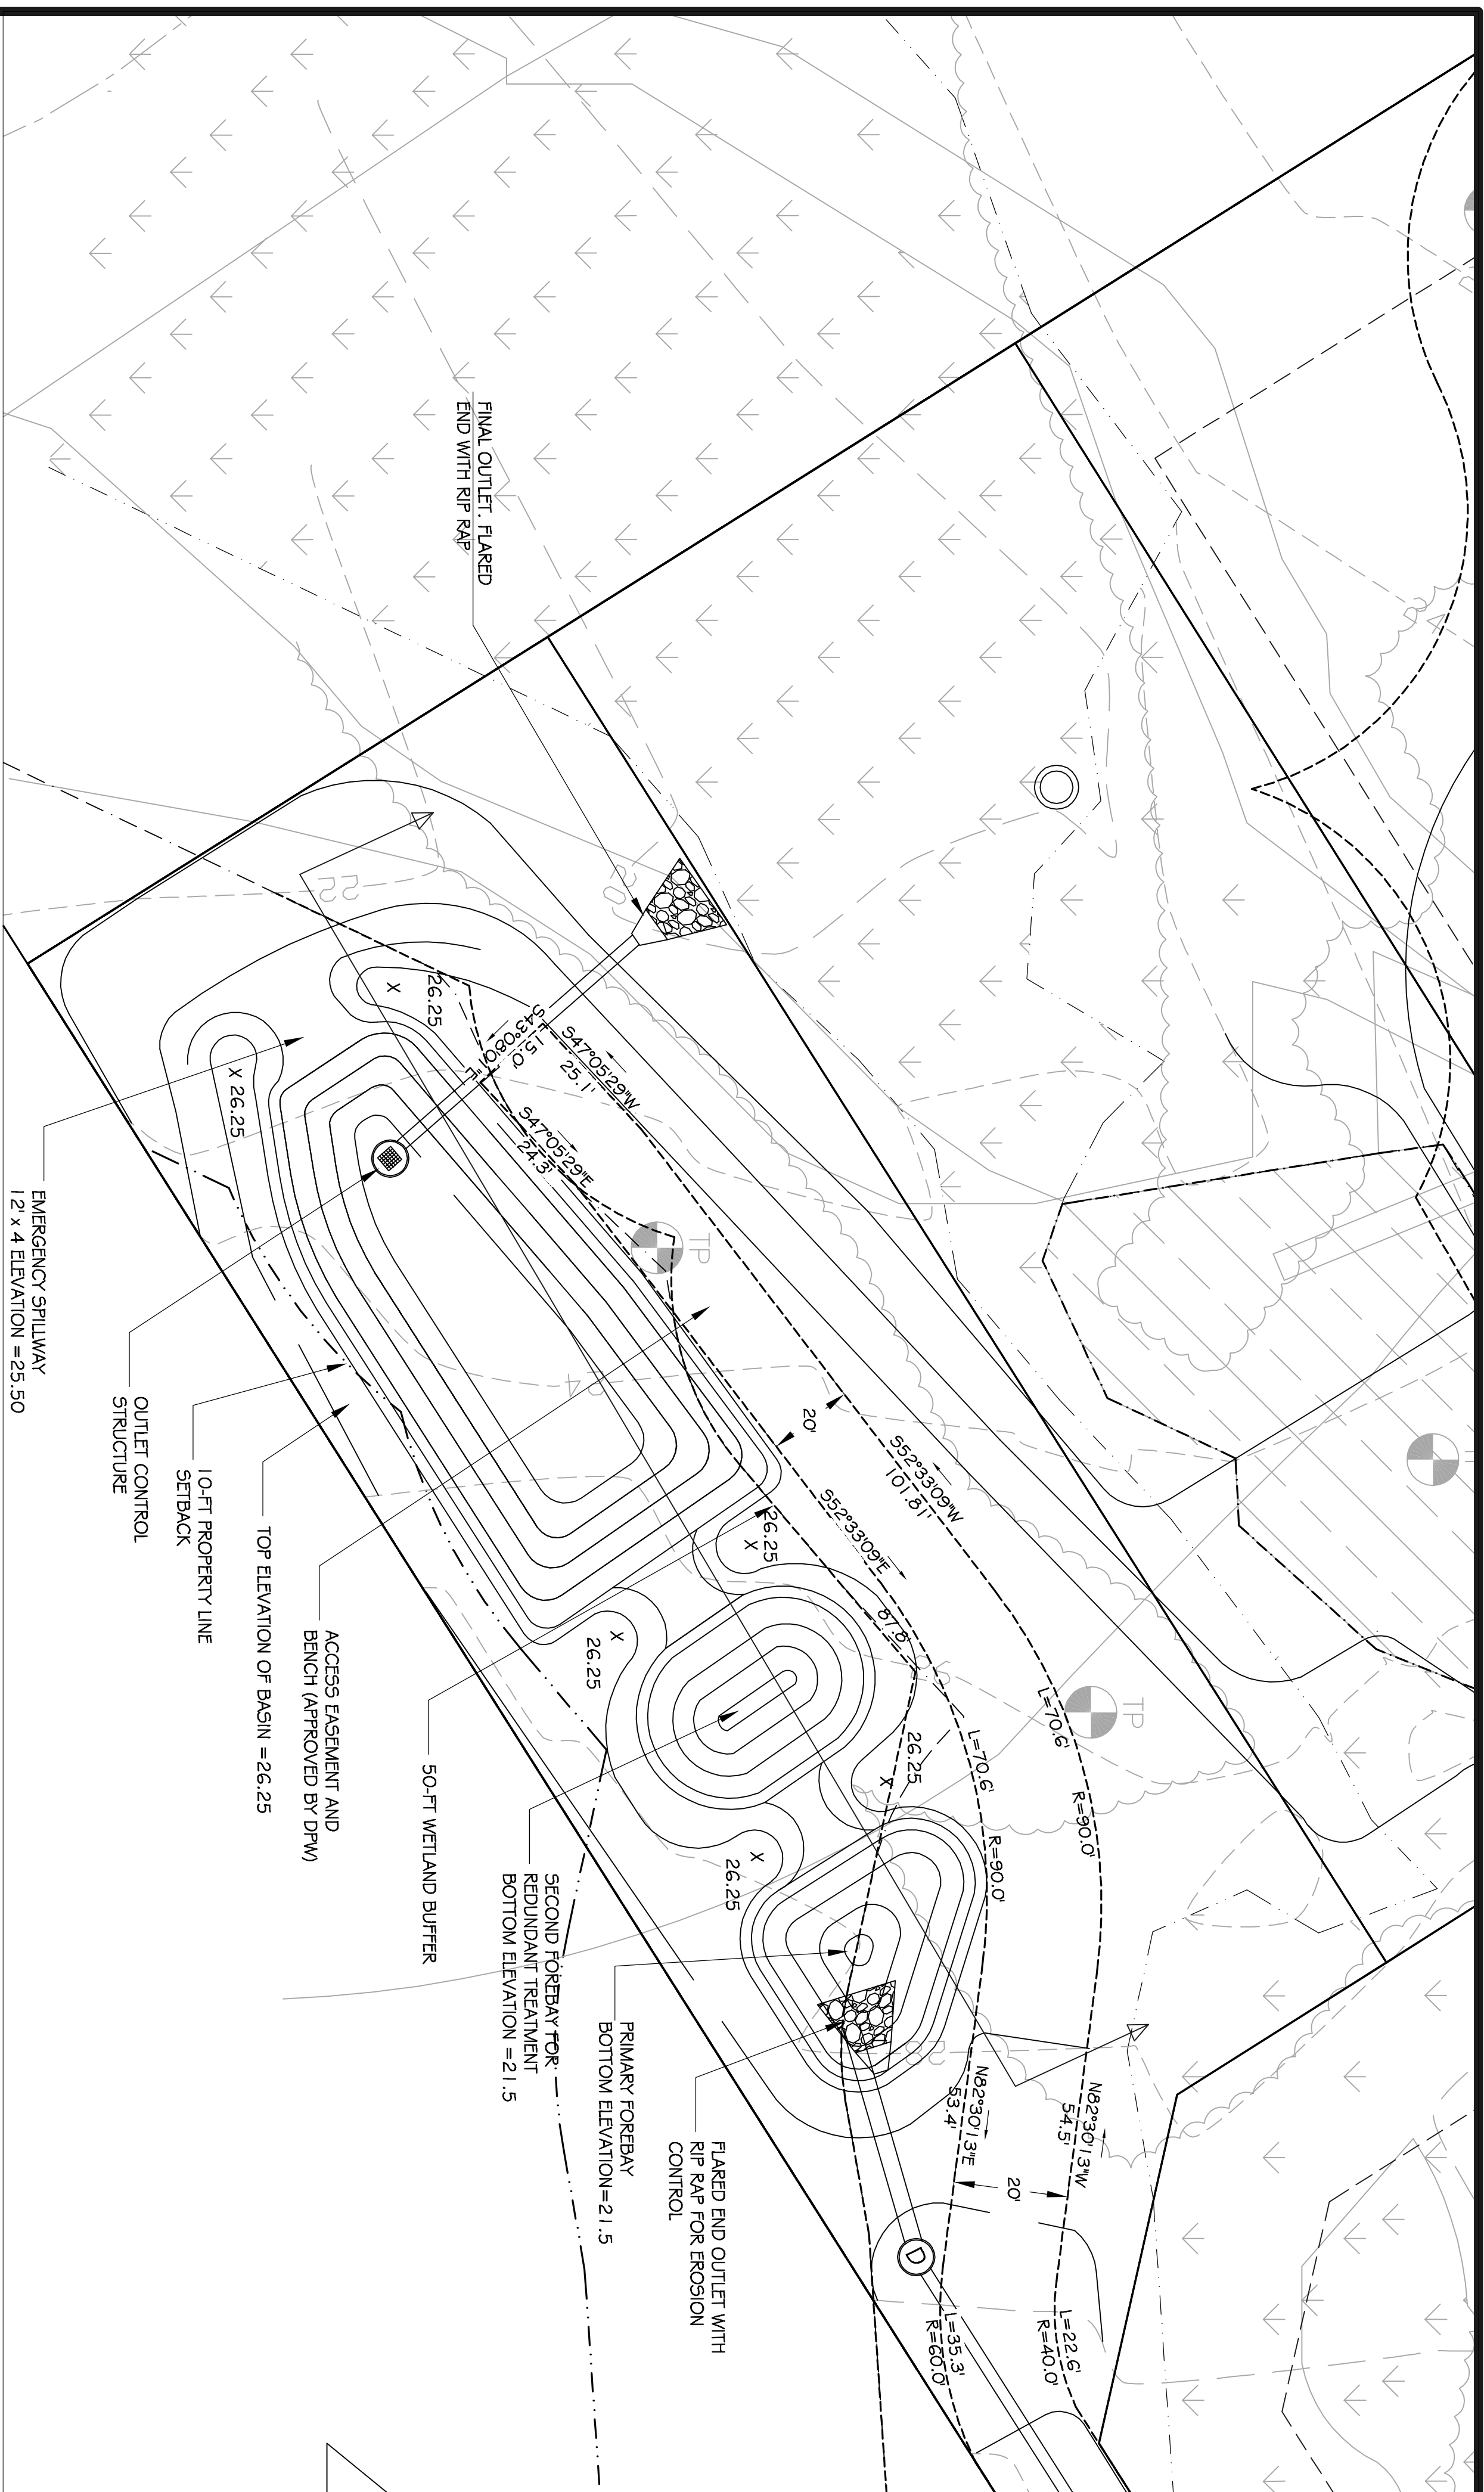 FINAL OUTLET. FLARED
END WITH RIP RAP
26.25
X
X 26.25
S43°08'01"E
15.0'
S47°05'29"W
25.1'
S47°05'29"E
24.3'
TP
20'
S52°33'09"W
101.81'
S52°33'09"E
87.8'
26.25
X
X
26.25
TP
L=70.6'
R=90.0'
L=70.6'
R=90.0'
26.25
X
X
26.25
N82°30'13"W
54.5'
N82°30'13"E
53.4'
20'
D
L=22.6'
R=40.0'
L=35.3'
R=60.0'
EMERGENCY SPILLWAY
12' x 4 ELEVATION =25.50
OUTLET CONTROL
STRUCTURE
10-FT PROPERTY LINE
SETBACK
TOP ELEVATION OF BASIN =26.25
ACCESS EASEMENT AND
BENCH (APPROVED BY DPW)
50-FT WETLAND BUFFER
SECOND FOREBAY FOR
REDUNDANT TREATMENT
BOTTOM ELEVATION =21.5
PRIMARY FOREBAY
BOTTOM ELEVATION=21.5
FLARED END OUTLET WITH
RIP RAP FOR EROSION
CONTROL